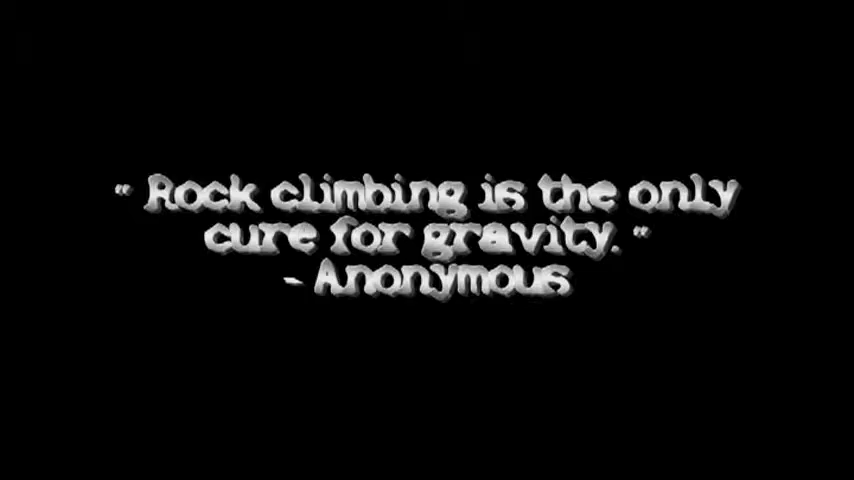 " Rock climbing is the only
cure for gravity. "
- Anonymous